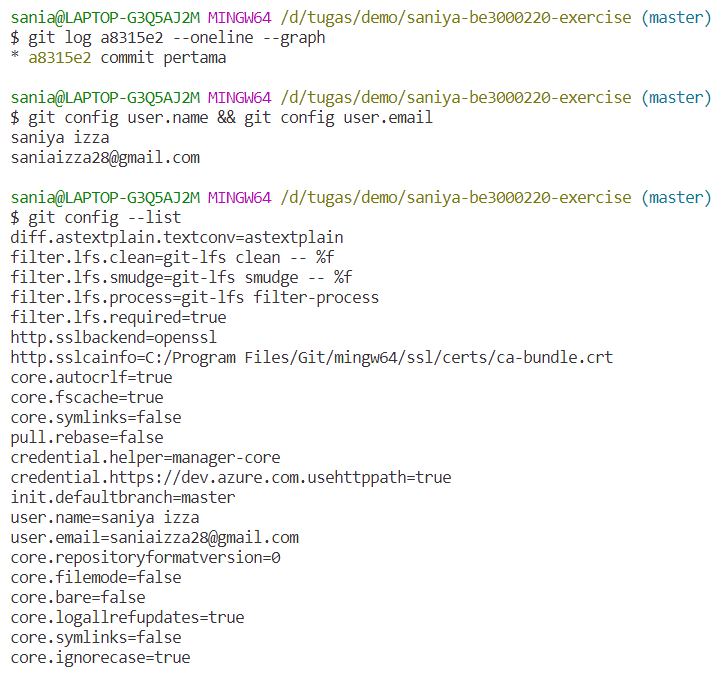 sania@LAPTOP-G3Q5AJ2M MINGW64 /d/tugas/demo/saniya-be3000220-exercise (master)
$ git log a8315e2 --oneline --graph
* a8315e2 commit pertama
sania@LAPTOP-G3Q5AJ2M MINGW64 /d/tugas/demo/saniya-be3000220-exercise (master)
$ git config user.name && git config user.email
saniya izza
saniaizza28@gmail.com
sania@LAPTOP-G3Q5AJ2M MINGW64 /d/tugas/demo/saniya-be3000220-exercise (master)
$ git config --list
diff.astextplain.textconv=astextplain
filter.lfs.clean=git-lfs clean -- %f
filter.lfs.smudge=git-lfs smudge -- %f
filter.lfs.process=git-lfs filter-process
filter.lfs.required=true
http.sslbackend=openssl
http.sslcainfo=C:/Program Files/Git/mingw64/ssl/certs/ca-bundle.crt
core.autocrlf=true
core.fscache=true
core.symlinks=false
pull.rebase=false
credential.helper=manager-core
credential.https://dev.azure.com.usehttppath=true
init.defaultbranch=master
user.name=saniya izza
user.email=saniaizza28@gmail.com
core.repositoryformatversion=0
core.filemode=false
core.bare=false
core.logallrefupdates=true
core.symlinks=false
core.ignorecase=true